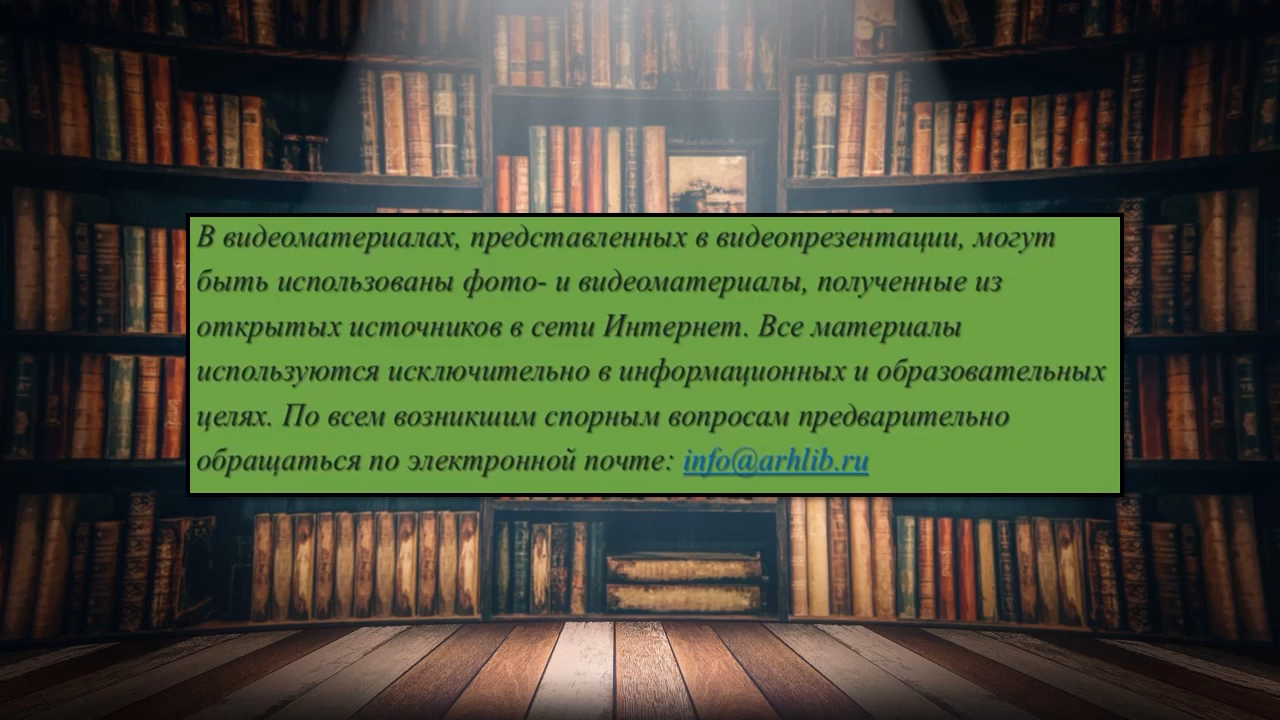 В видеоматериалах, представленных в видеопрезентации, могут
быть использованы фото- и видеоматериалы, полученные из
открытых источников в сети Интернет. Все материалы
используются исключительно в информационных и образовательных
целях. По всем возникшим спорным вопросам предварительно
обращаться по электронной почте: info@arhlib.ru